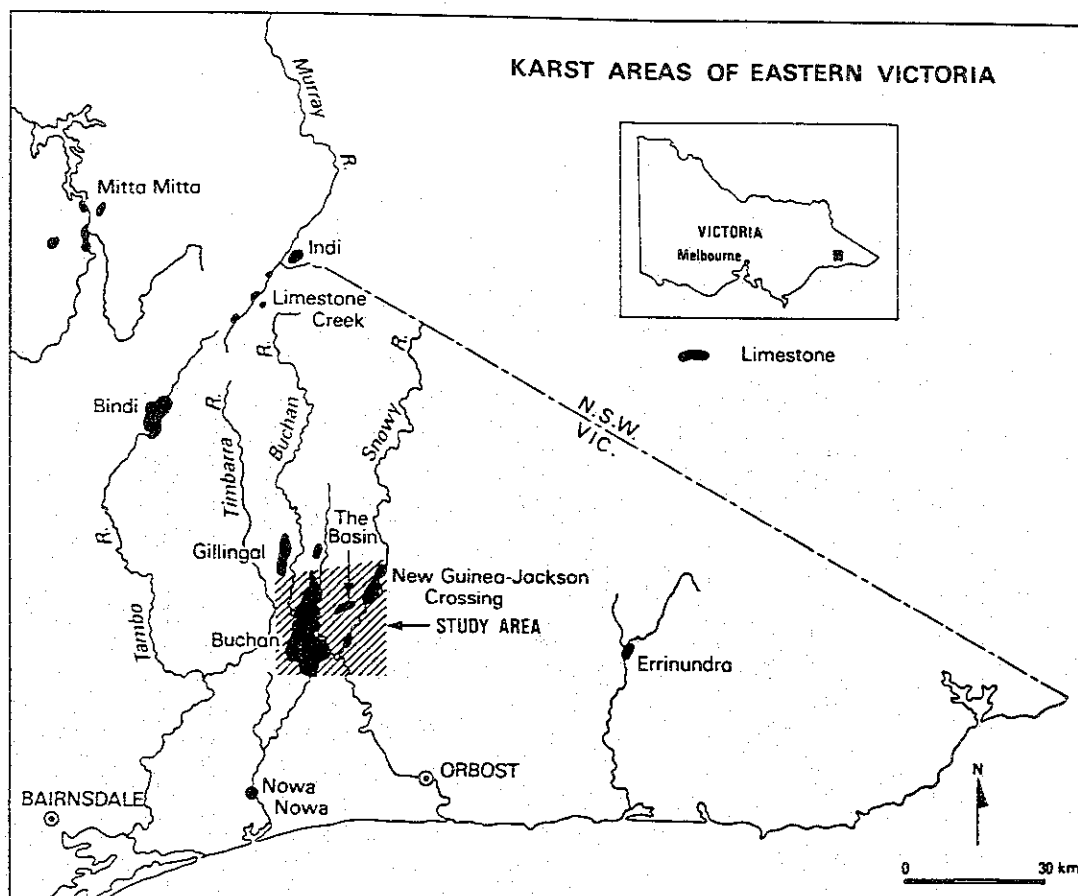 KARST AREAS OF EASTERN VICTORIA
Murray
R.
Mitta Mitta
VICTORIA
Melbourne
Indi
Limestone
Creek
Limestone
R.
R.
R.
Bindi
N.S.W.
VIC.
Timbarra
Buchan
Snowy
The
Basin
R.
Gillingal
New Guinea-Jackson
Crossing
Tambo
Buchan
STUDY AREA
Errinundra
ORBOST
Nowa
Nowa
BAIRNSDALE
N
0 30 km